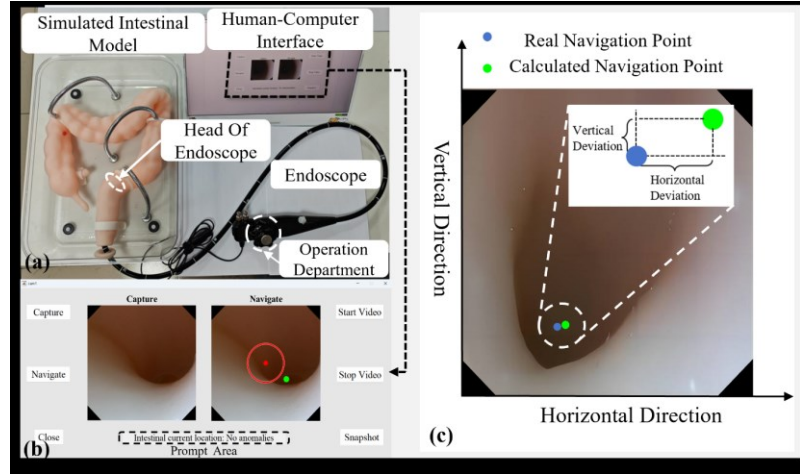 Simulated Intestinal
Model
Human-Computer
Interface
Head Of
Endoscope
Endoscope
Operation
Department
(a)
Capture
Navigate
Capture
Start Video
Navigate
Stop Video
Close
Intestinal current location: No anomalies
Snapshot
(b)
Prompt Area
Real Navigation Point
Calculated Navigation Point
Vertical
Deviation
Horizontal
Deviation
Vertical Direction
Horizontal Direction
(c)